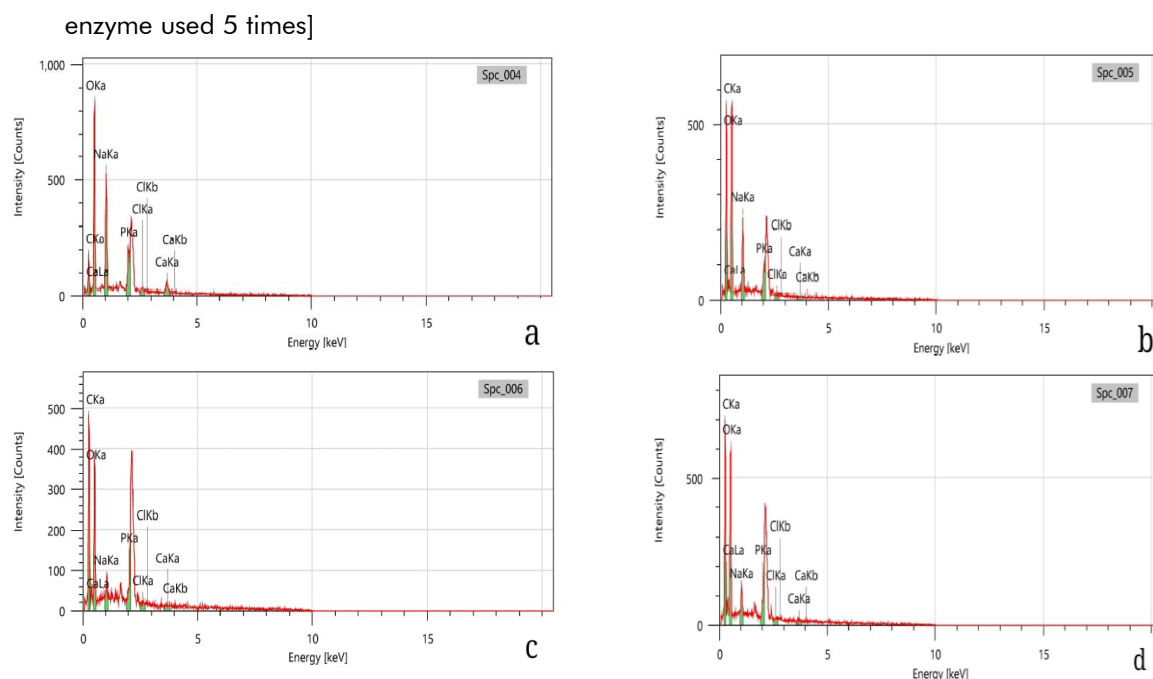 enzyme used 5 times]
1,000
500
0
Intensity [Counts]
Spc_004
OKa
NaKa
ClKb
ClKa
PKa
CaKb
CKa
CaKa
CaLa
0 5 10 15
Energy [keV]
a
500
0
Intensity [Counts]
Spc_005
CKa
OKa
NaKa
ClKb
PKa
CaKa
CaLa
ClKa
CaKb
0 5 10 15
Energy [keV]
b
500
400
300
200
100
0
Intensity [Counts]
Spc_006
CKa
OKa
ClKb
PKa
NaKa
CaKa
CaLa
ClKa
CaKb
0 5 10 15
Energy [keV]
c
500
0
Intensity [Counts]
Spc_007
CKa
OKa
ClKb
CaLa
PKa
NaKa
ClKa
CaKb
CaKa
0 5 10 15
Energy [keV]
d